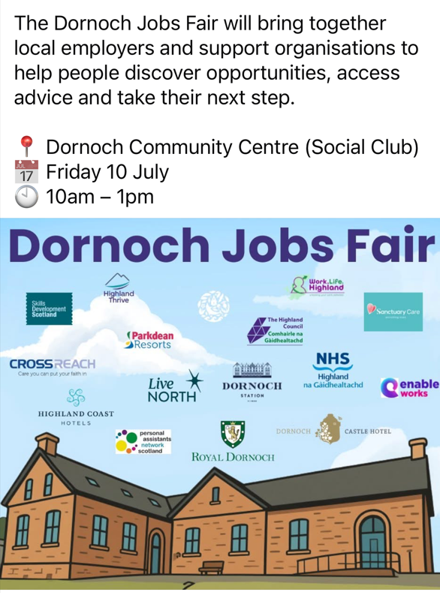 The Dornoch Jobs Fair will bring together
local employers and support organisations to
help people discover opportunities, access
advice and take their next step.
Dornoch Community Centre (Social Club)
17
Friday 10 July
10am – 1pm
Dornoch Jobs Fair
Highland
Thrive
Work.Life.
Highland
Skills
Development
Scotland
Sanctuary Care
The Highland
Council
Comhairle na
Gàidhealtachd
Parkdean
Resorts
CROSSREACH
Care you can put your faith in
NHS
Highland
na Gàidhealtachd
Live
NORTH
DORNOCH
STATION
enable
works
HIGHLAND COAST
HOTELS
personal
assistants
network
scotland
DORNOCH CASTLE HOTEL
ROYAL DORNOCH